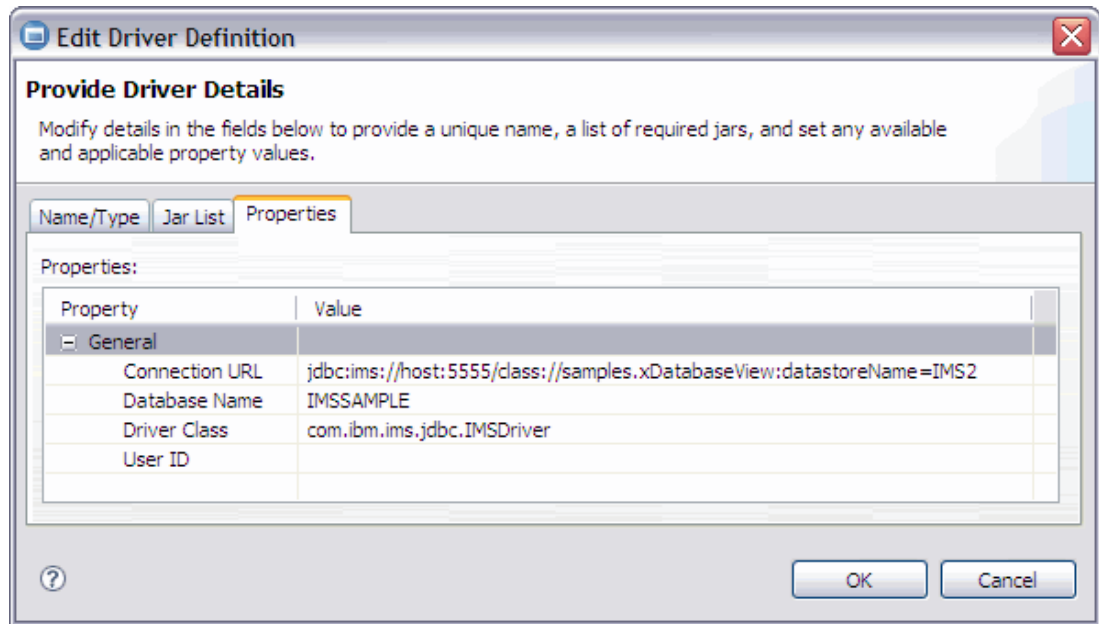 Edit Driver Definition
Provide Driver Details
Modify details in the fields below to provide a unique name, a list of required jars, and set any available
and applicable property values.
Name/Type Jar List Properties
Properties:
Property Value
General
Connection URL jdbc:ims://host:5555/class://samples.xDatabaseView:datastoreName=IMS2
Database Name IMSSAMPLE
Driver Class com.ibm.ims.jdbc.IMSDriver
User ID
? OK Cancel